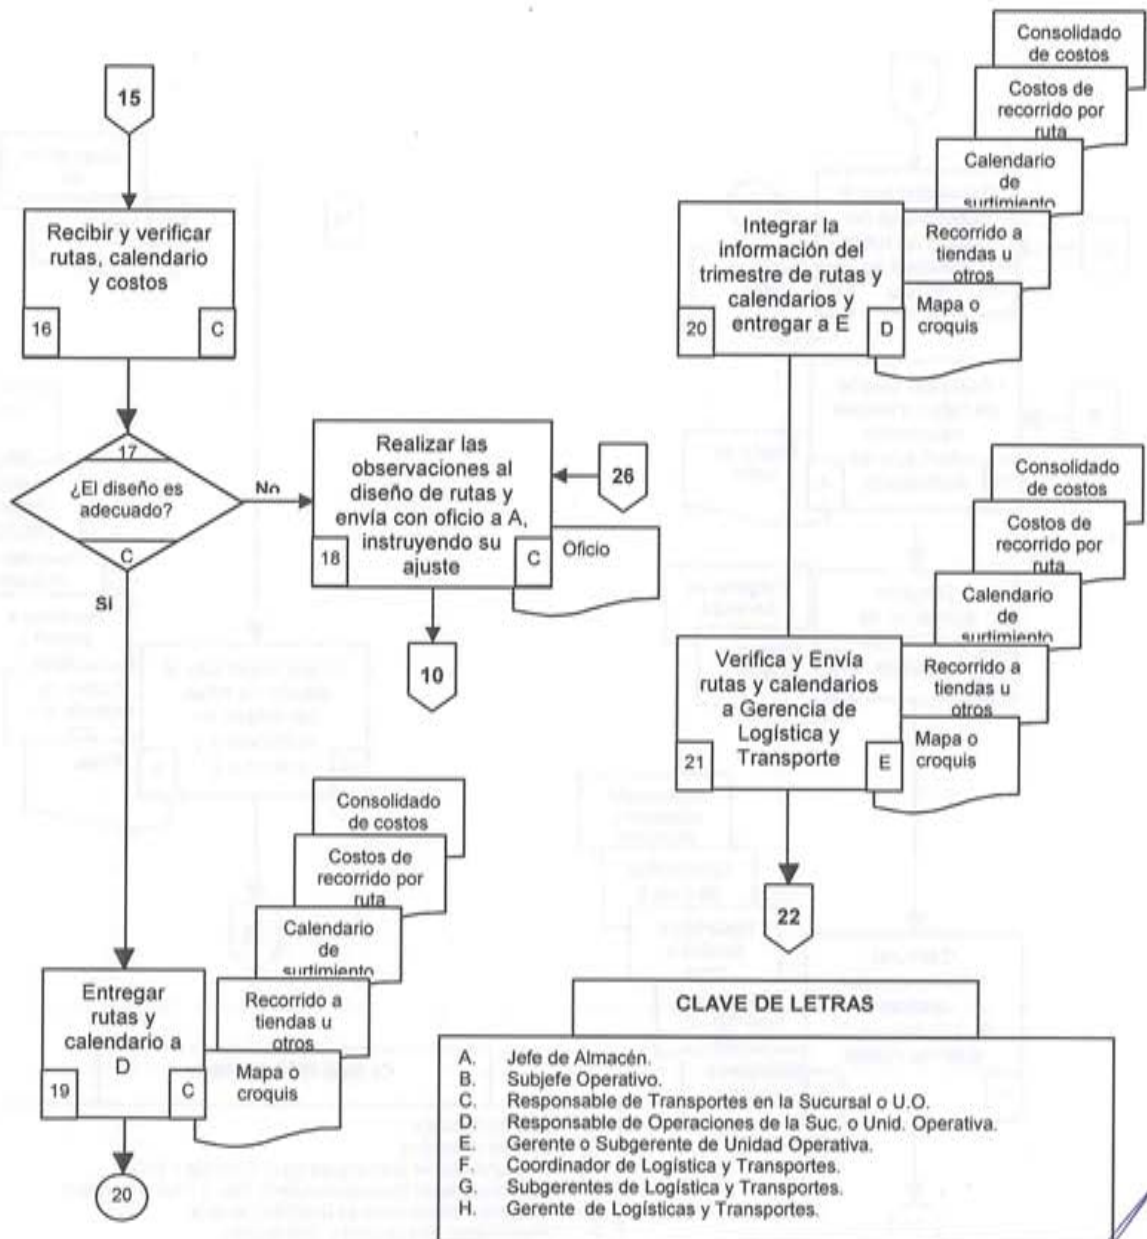 15
Recibir y verificar
rutas, calendario
y costos
16
C
17
¿El diseño es
adecuado?
C
No
SI
Realizar las
observaciones al
diseño de rutas y
envía con oficio a A,
instruyendo su
ajuste
18
C
Oficio
26
10
Consolidado
de costos
Costos de
recorrido por
ruta
Calendario
de
surtimiento
Recorrido a
tiendas u
otros
Mapa o
croquis
Entregar
rutas y
calendario a
D
19
C
20
Consolidado
de costos
Costos de
recorrido por
ruta
Calendario
de
surtimiento
Recorrido a
tiendas u
otros
Mapa o
croquis
Integrar la
información del
trimestre de rutas y
calendarios y
entregar a E
20
D
Consolidado
de costos
Costos de
recorrido por
ruta
Calendario
de
surtimiento
Recorrido a
tiendas u
otros
Mapa o
croquis
Verifica y Envía
rutas y calendarios
a Gerencia de
Logística y
Transporte
21
E
22
CLAVE DE LETRAS
A. Jefe de Almacén.
B. Subjefe Operativo.
C. Responsable de Transportes en la Sucursal o U.O.
D. Responsable de Operaciones de la Suc. o Unid. Operativa.
E. Gerente o Subgerente de Unidad Operativa.
F. Coordinador de Logística y Transportes.
G. Subgerentes de Logística y Transportes.
H. Gerente de Logísticas y Transportes.